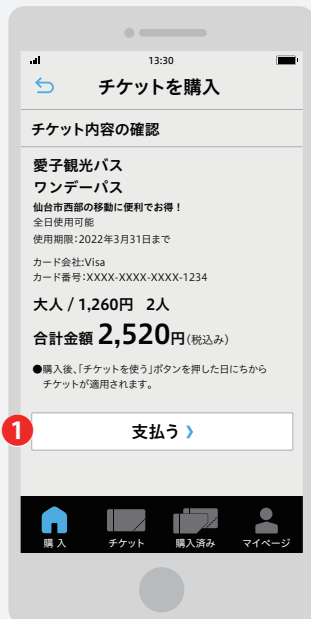 13:30
チケットを購入
チケット内容の確認
愛子観光バス
ワンデーパス
仙台市西部の移動に便利でお得！
全日使用可能
使用期限：2022年3月31日まで
カード会社:Visa
カード番号：XXXX-XXXX-XXXX-1234
大人 / 1,260円 2人
合計金額 2,520円(税込み)
●購入後、「チケットを使う」ボタンを押した日にちから
チケットが適用されます。
1 支払う 》
購 入 チケット 購入済み マイページ